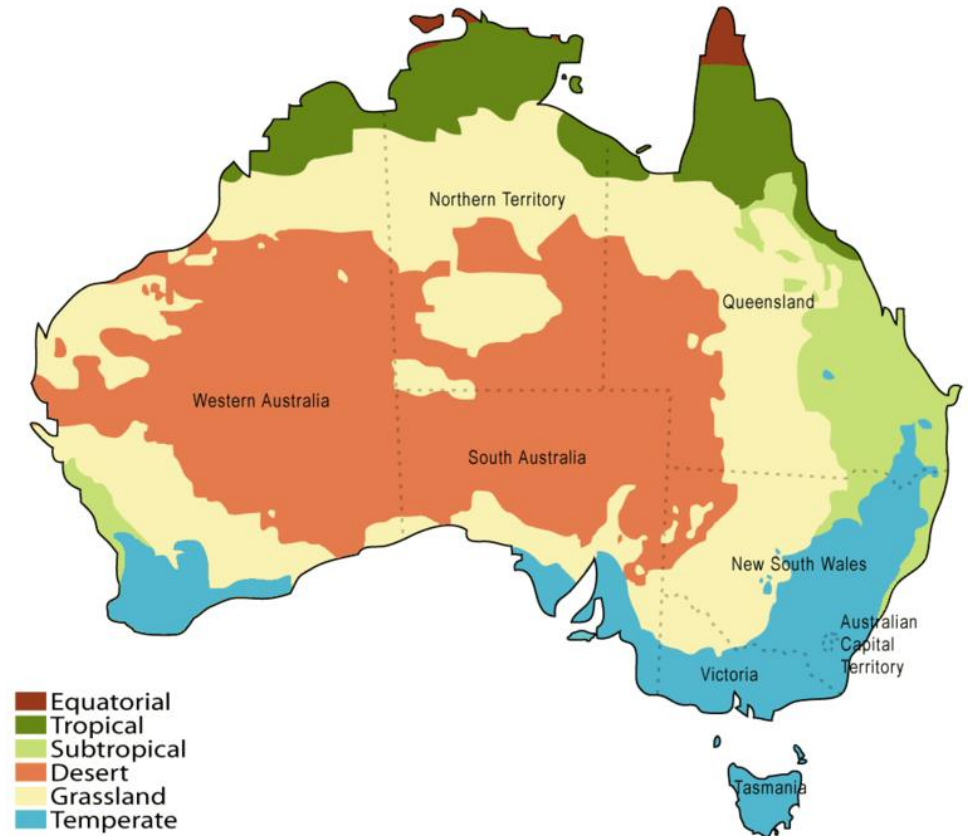 Northern Territory
Queensland
Western Australia
South Australia
New South Wales
Australian
Capital
Territory
Victoria
Tasmania
Equatorial
Tropical
Subtropical
Desert
Grassland
Temperate